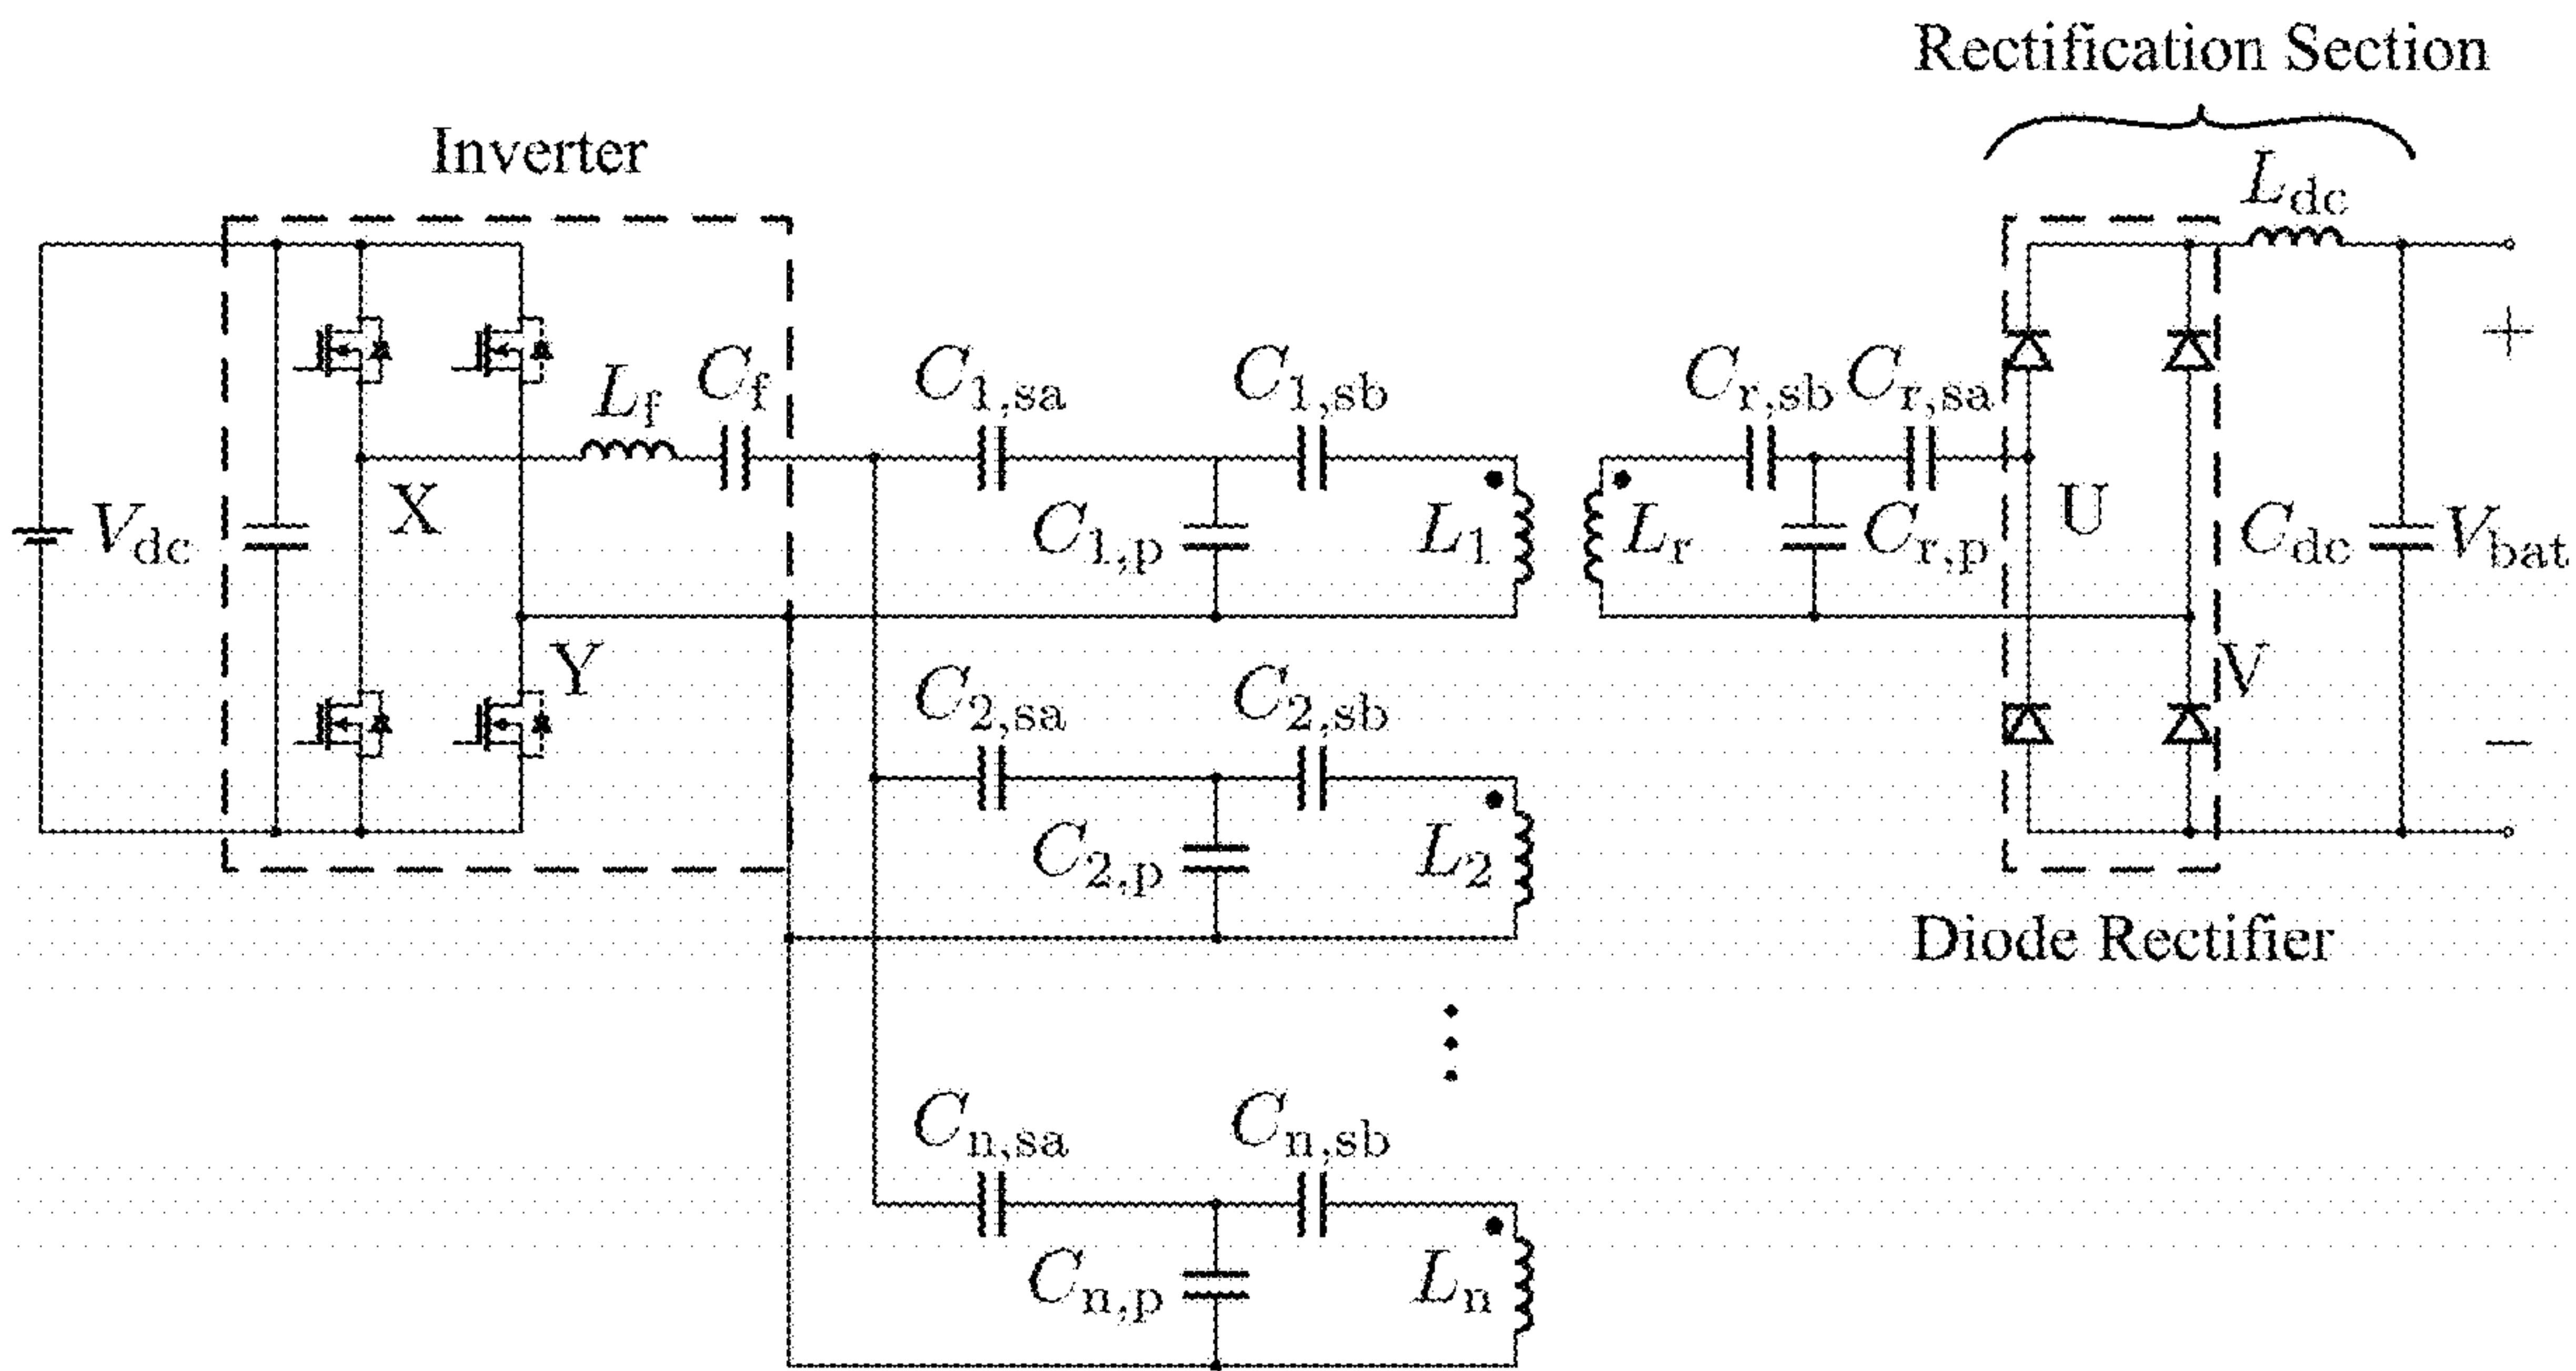 Rectification Section
Inverter
L_dc
L_f
C_f
C_1,sa
C_1,sb
C_r,sb
C_r,sa
+
V_dc
X
C_1,p
L_1
L_r
C_r,p
U
C_dc
V_bat
Y
C_2,sa
C_2,sb
V
−
C_2,p
L_2
Diode Rectifier
C_n,sa
C_n,sb
C_n,p
L_n